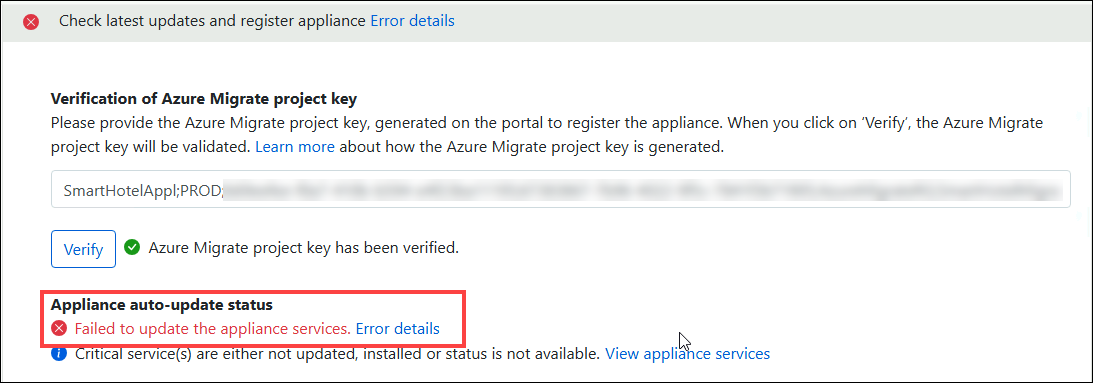 Check latest updates and register appliance Error details
Verification of Azure Migrate project key
Please provide the Azure Migrate project key, generated on the portal to register the appliance. When you click on ‘Verify’, the Azure Migrate
project key will be validated. Learn more about how the Azure Migrate project key is generated.
SmartHotelAppl;PROD;
Verify Azure Migrate project key has been verified.
Appliance auto-update status
Failed to update the appliance services. Error details
Critical service(s) are either not updated, installed or status is not available. View appliance services